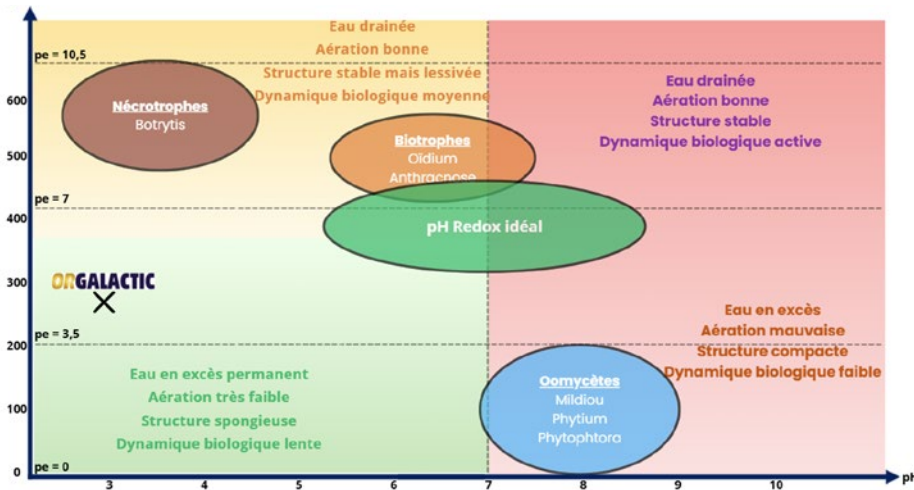 Eau drainée
Aération bonne
Structure stable mais lessivée
Dynamique biologique moyenne
pe = 10,5
600
Nécrotrophes
Botrytis
Eau drainée
Aération bonne
Structure stable
Dynamique biologique active
500
Biotrophes
Oïdium
Anthracnose
pe = 7
400
pH Redox idéal
300
ORGALACTIC
Eau en excès
Aération mauvaise
Structure compacte
Dynamique biologique faible
pe = 3,5
200
Eau en excès permanent
Aération très faible
Structure spongieuse
Dynamique biologique lente
Oomycètes
Mildiou
Phytium
Phytophtora
100
pe = 0
0
3 4 5 6 7 8 9 10
pH